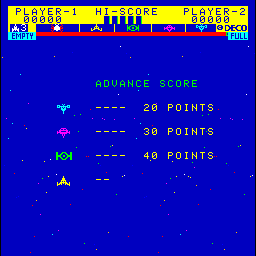 PLAYER-1 HI-SCORE PLAYER-2
00000 00000
3 DECO
EMPTY FULL
ADVANCE SCORE
---- 20 POINTS
---- 30 POINTS
---- 40 POINTS
--